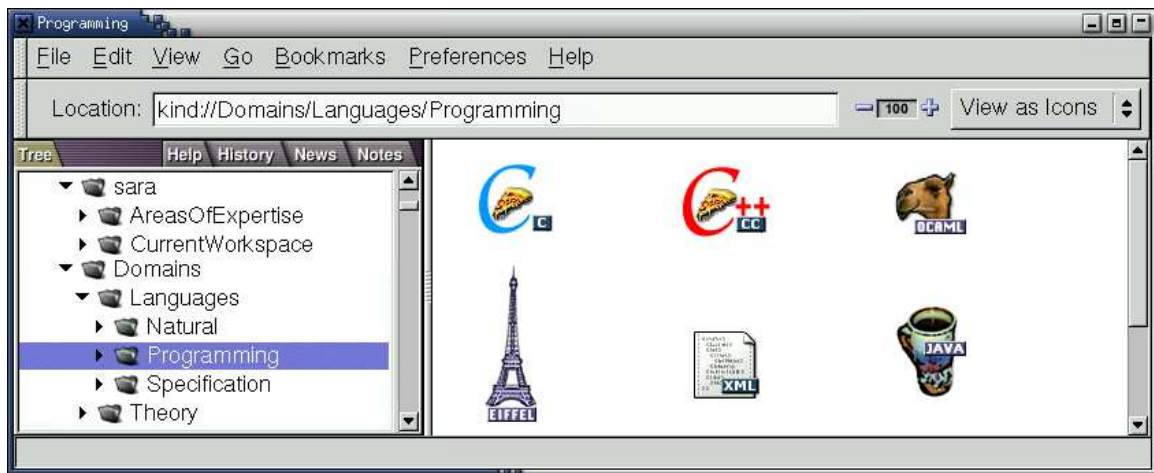 Programming
File Edit View Go Bookmarks Preferences Help
Location: kind://Domains/Languages/Programming 100 View as Icons
Tree Help History News Notes
sara
AreasOfExpertise
CurrentWorkspace
Domains
Languages
Natural
Programming
Specification
Theory
C C
C++ CC
OCAML
EIFFEL
XML
JAVA